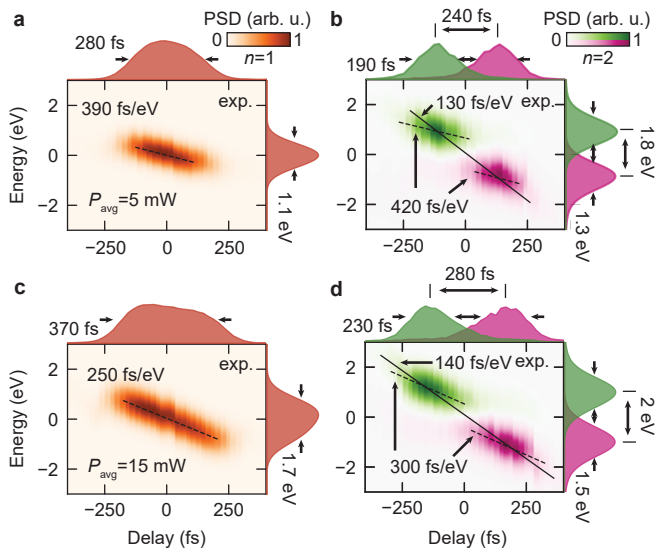 a
PSD (arb. u.)
0 1
n=1
280 fs
exp.
390 fs/eV
Pavg=5 mW
Energy (eV)
2
0
−2
−250 0 250
1.1 eV
b
240 fs
PSD (arb. u.)
0 1
n=2
190 fs
130 fs/eV
exp.
420 fs/eV
−250 0 250
1.8 eV
1.3 eV
c
370 fs
exp.
250 fs/eV
Pavg=15 mW
Energy (eV)
2
0
−2
−250 0 250
Delay (fs)
1.7 eV
d
280 fs
230 fs
140 fs/eV
exp.
300 fs/eV
−250 0 250
Delay (fs)
2 eV
1.5 eV